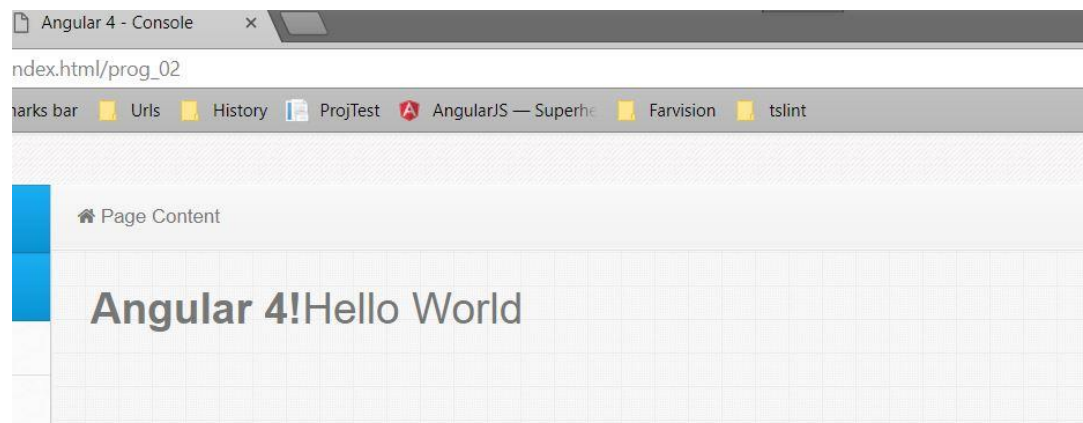 Angular 4 - Console
ndex.html/prog_02
narks bar Urls History ProjTest AngularJS — Superhe Farvision tslint
Page Content
Angular 4!Hello World